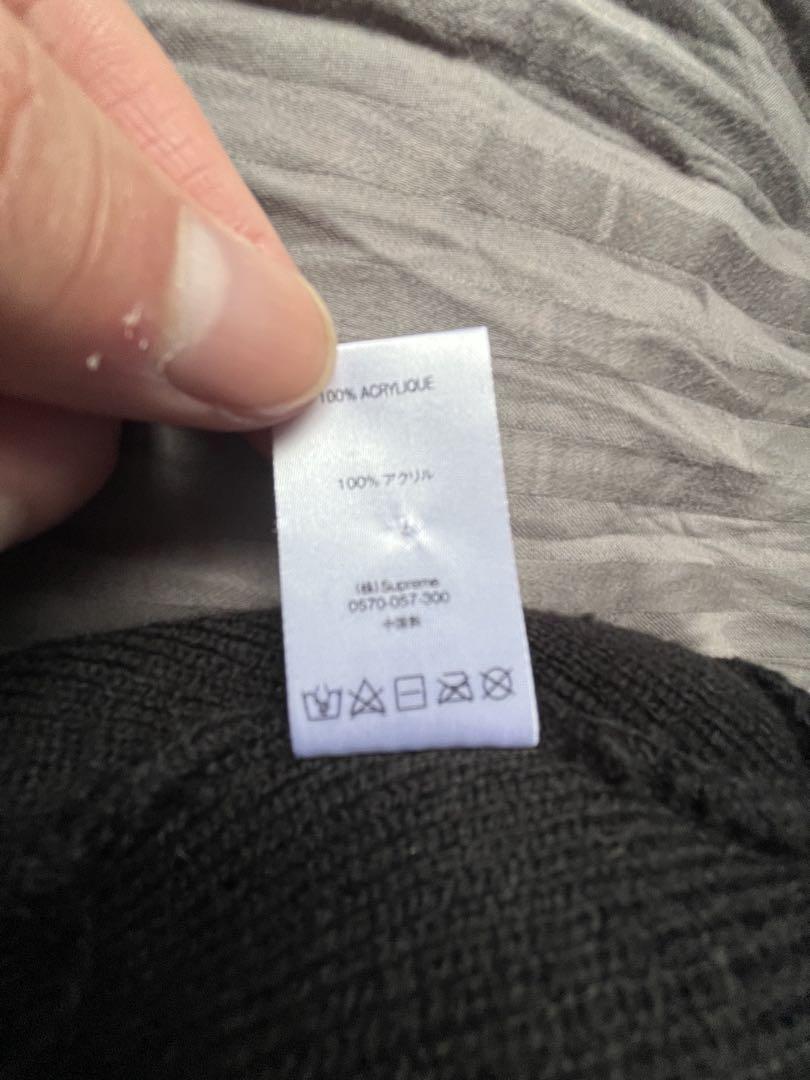 100% ACRYLIQUE
100% アクリル
(株)Supreme
0570-057-300
中国製